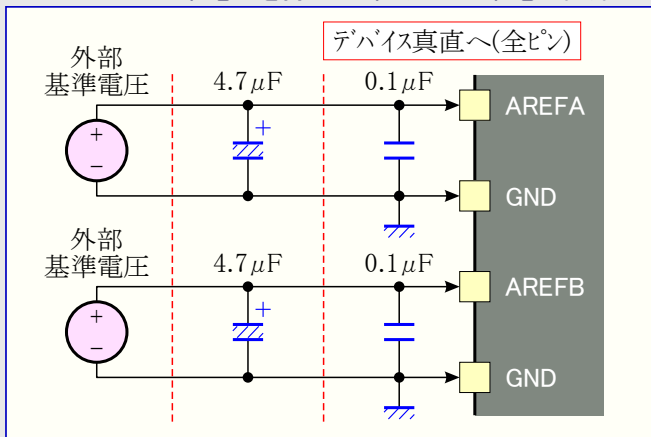 デバイス真直へ(全ピン)
外部
基準電圧
4.7μF
0.1μF
AREFA
+
+
−
GND
外部
基準電圧
4.7μF
0.1μF
AREFB
+
+
−
GND